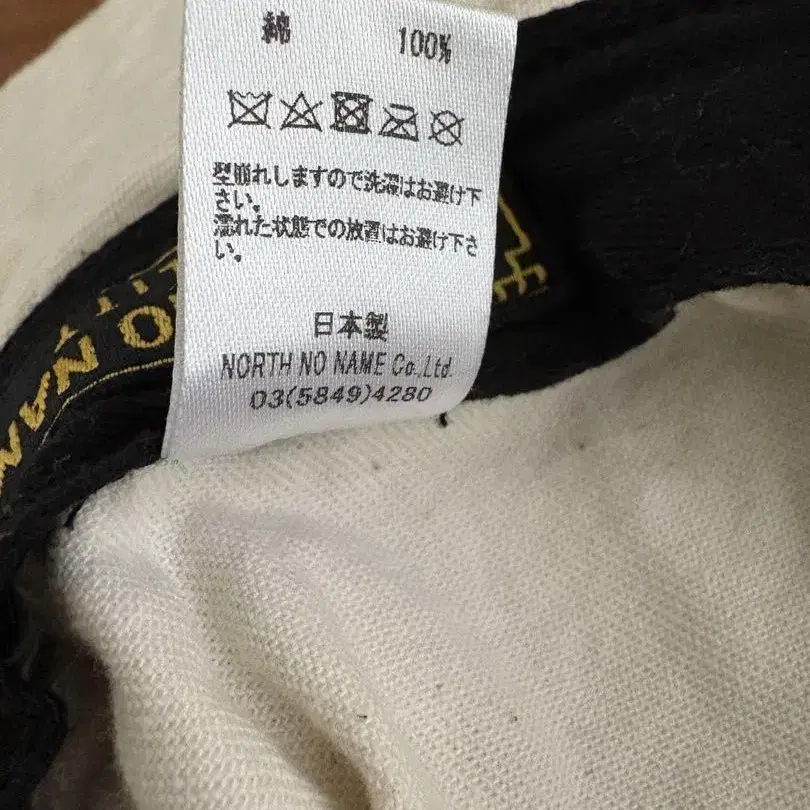 綿 100%
型崩れしますので洗濯はお避け下
さい。
濡れた状態での放置はお避け下さ
い。
日本製
NORTH NO NAME Co.,Ltd.
03(5849)4280